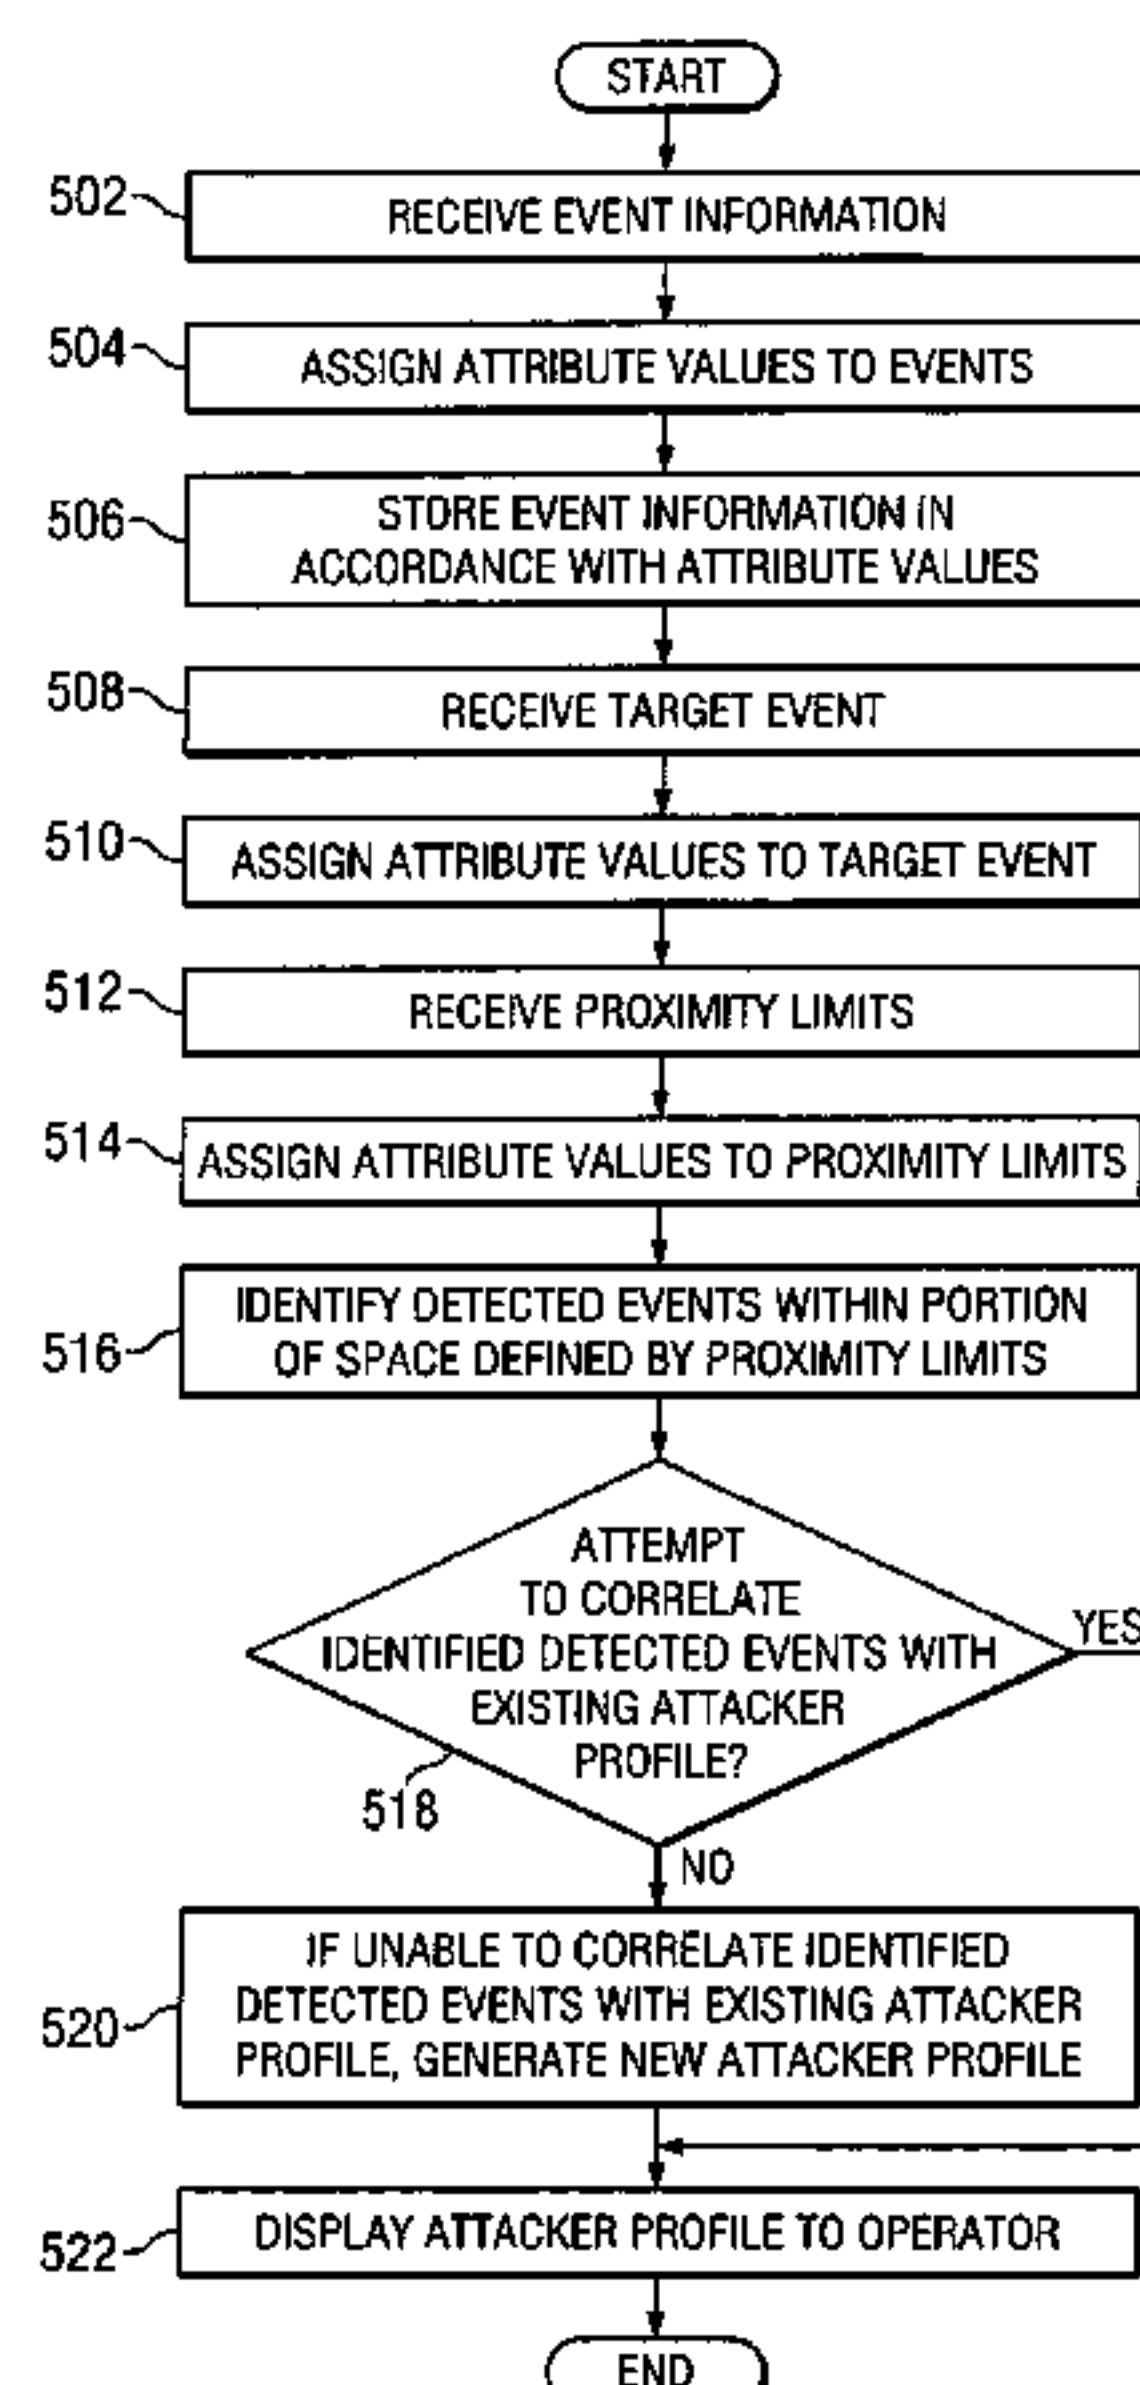 START
502
RECEIVE EVENT INFORMATION
504
ASSIGN ATTRIBUTE VALUES TO EVENTS
506
STORE EVENT INFORMATION IN
ACCORDANCE WITH ATTRIBUTE VALUES
508
RECEIVE TARGET EVENT
510
ASSIGN ATTRIBUTE VALUES TO TARGET EVENT
512
RECEIVE PROXIMITY LIMITS
514
ASSIGN ATTRIBUTE VALUES TO PROXIMITY LIMITS
516
IDENTIFY DETECTED EVENTS WITHIN PORTION
OF SPACE DEFINED BY PROXIMITY LIMITS
ATTEMPT
TO CORRELATE
IDENTIFIED DETECTED EVENTS WITH
EXISTING ATTACKER
PROFILE?
YES
518
NO
520
IF UNABLE TO CORRELATE IDENTIFIED
DETECTED EVENTS WITH EXISTING ATTACKER
PROFILE, GENERATE NEW ATTACKER PROFILE
522
DISPLAY ATTACKER PROFILE TO OPERATOR
END